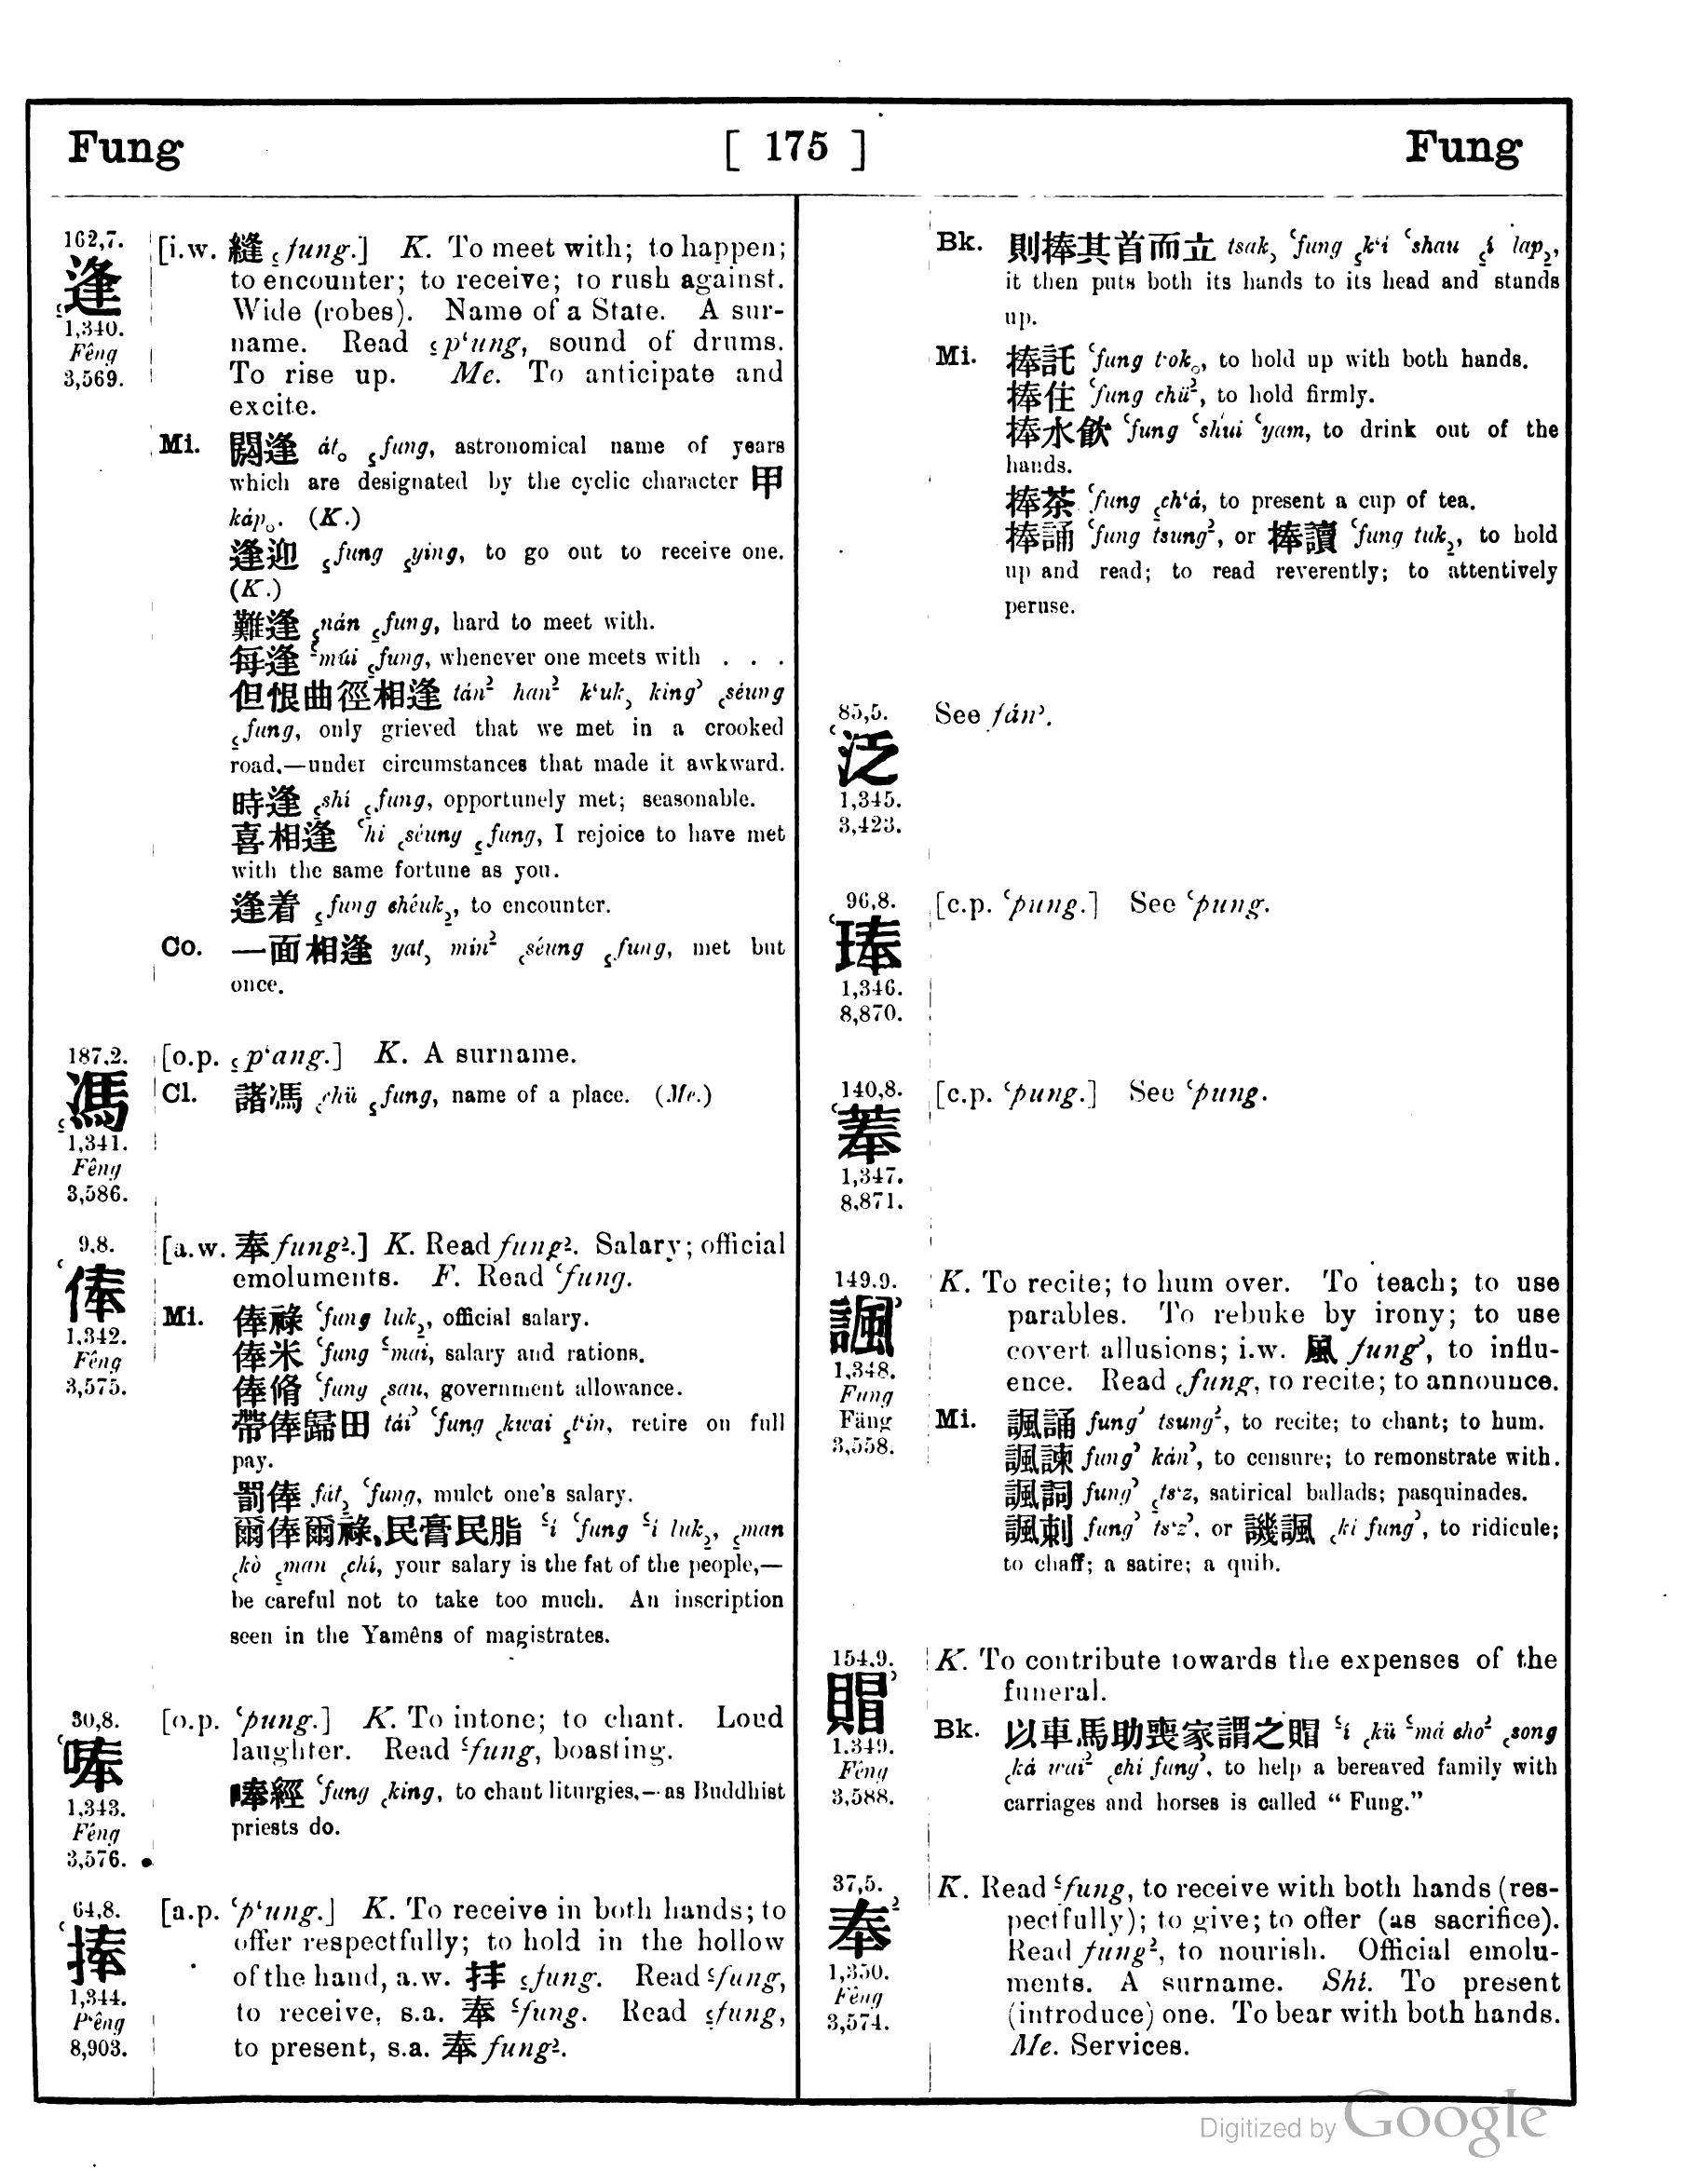 Fung [ 175 ] Fung
162,7.
逢
1,340.
Fêng
3,569.
[i.w. 縫 ꜁fung.] K. To meet with; to happen;
to encounter; to receive; to rush against.
Wide (robes). Name of a State. A sur-
name. Read ꜁p‘ung, sound of drums.
To rise up. Me. To anticipate and
excite.
Mi. 閼逢 át。 ꜁fung, astronomical name of years
which are designated by the cyclic character 甲
káp。. (K.)
逢迎 ꜁fung ꜁ying, to go out to receive one.
(K.)
難逢 ꜁nán ꜁fung, hard to meet with.
每逢 ꜃múi ꜁fung, whenever one meets with . . .
但恨曲徑相逢 tán꜅ han꜅ k‘uk꜆ king꜄ ꜀séung
꜁fung, only grieved that we met in a crooked
road,—under circumstances that made it awkward.
時逢 ꜁shí ꜁fung, opportunely met; seasonable.
喜相逢 ꜂hi ꜀séung ꜁fung, I rejoice to have met
with the same fortune as you.
逢着 ꜁fung chéuk꜇, to encounter.
Co. 一面相逢 yat꜆ mín꜅ ꜀séung ꜁fung, met but
once.
187,2.
馮
1,341.
Fêng
3,586.
[o.p. ꜁p‘ang.] K. A surname.
Cl. 諸馮 ꜀chü ꜁fung, name of a place. (Me.)
9,8.
俸
1,342.
Fêng
3,575.
[a.w. 奉 fung꜅.] K. Read fung꜅. Salary; official
emoluments. F. Read ꜂fung.
Mi. 俸祿 ꜂fung luk꜇, official salary.
俸米 ꜂fung ꜃mai, salary and rations.
俸脩 ꜂fung ꜀sau, government allowance.
帶俸歸田 tái꜄ ꜂fung ꜀kwai ꜁t‘ín, retire on full
pay.
罰俸 fát꜇ ꜂fung, mulct one's salary.
爾俸爾祿,民膏民脂 ꜃í ꜂fung ꜃í luk꜇, ꜁man
꜀kò ꜁man ꜀chí, your salary is the fat of the people,—
be careful not to take too much. An inscription
seen in the Yamêns of magistrates.
30,8.
唪
1,343.
Fêng
3,576.
[o.p. ꜂pung.] K. To intone; to chant. Loud
laughter. Read ꜃fung, boasting.
唪經 ꜂fung ꜀king, to chant liturgies,—as Buddhist
priests do.
64,8.
捧
1,344.
P‘êng
8,903.
[a.p. ꜂p‘ung.] K. To receive in both hands; to
offer respectfully; to hold in the hollow
of the hand, a.w. 拝 ꜁fung. Read ꜃fung,
to receive, s.a. 奉 ꜃fung. Read ꜁fung,
to present, s.a. 奉 fung꜅.
Bk. 則捧其首而立 tsak꜆ ꜂fung ꜁k‘i ꜂shau ꜁í lap꜇,
it then puts both its hands to its head and stands
up.
Mi. 捧託 ꜂fung t‘ok。, to hold up with both hands.
捧住 ꜂fung chü꜅, to hold firmly.
捧水飲 ꜂fung ꜂shui ꜂yam, to drink out of the
hands.
捧茶 ꜂fung ꜁ch‘á, to present a cup of tea.
捧誦 ꜂fung tsung꜅, or 捧讀 ꜂fung tuk꜇, to hold
up and read; to read reverently; to attentively
peruse.
85,5.
泛
1,345.
3,423.
See fán꜄.
96,8.
琫
1,346.
8,870.
[c.p. ꜂pung.] See ꜂pung.
140,8.
菶
1,347.
8,871.
[c.p. ꜂pung.] See ꜂pung.
149,9.
諷
1,348.
Fung
Fäng
3,558.
K. To recite; to hum over. To teach; to use
parables. To rebuke by irony; to use
covert allusions; i.w. 風 fung꜄, to influ-
ence. Read ꜀fung, to recite; to announce.
Mi. 諷誦 fung꜄ tsung꜅, to recite; to chant; to hum.
諷諫 fung꜄ kán꜄, to censure; to remonstrate with.
諷詞 fung꜄ ꜁ts‘z, satirical ballads; pasquinades.
諷刺 fung꜄ ts‘z꜄, or 譏諷 ꜀ki fung꜄, to ridicule;
to chaff; a satire; a quib.
154,9.
賵
1,349.
Fêng
3,588.
K. To contribute towards the expenses of the
funeral.
Bk. 以車馬助喪家謂之賵 ꜃í ꜀kü ꜃má cho꜅ ꜀song
꜀ká wai꜅ ꜀chi fung꜄, to help a bereaved family with
carriages and horses is called “ Fung.”
37,5.
奉
1,350.
Fêng
3,574.
K. Read ꜃fung, to receive with both hands (res-
pectfully); to give; to offer (as sacrifice).
Read fung꜅, to nourish. Official emolu-
ments. A surname. Shi. To present
(introduce) one. To bear with both hands.
Me. Services.
Digitized by Google